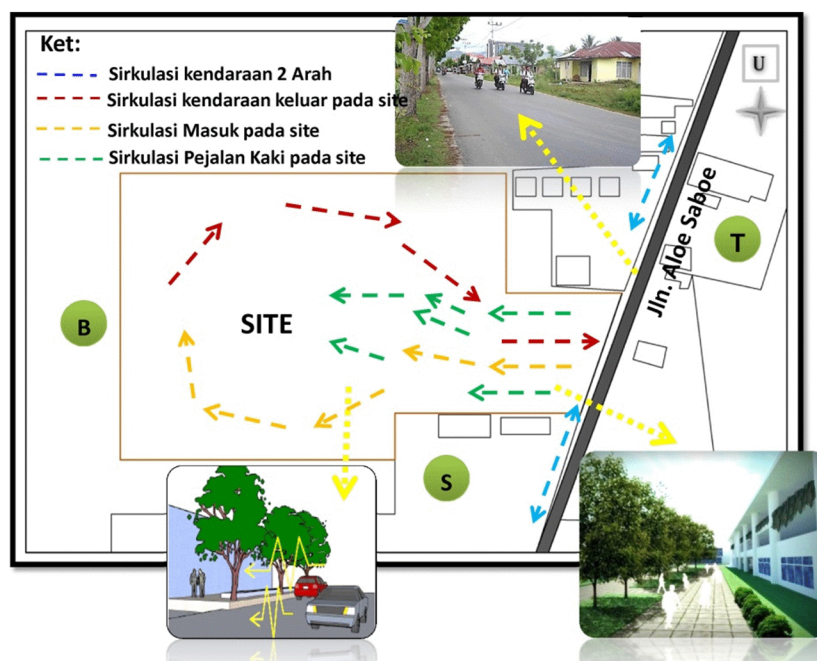 Ket:
Sirkulasi kendaraan 2 Arah
Sirkulasi kendaraan keluar pada site
Sirkulasi Masuk pada site
Sirkulasi Pejalan Kaki pada site
U
Jln. Aloe Saboe
T
B
SITE
S